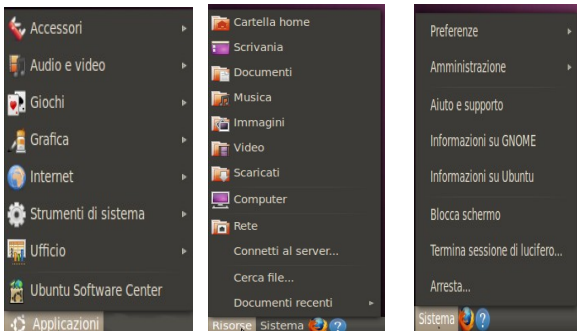 Accessori
Audio e video
Giochi
Grafica
Internet
Strumenti di sistema
Ufficio
Ubuntu Software Center
Applicazioni
Cartella home
Scrivania
Documenti
Musica
Immagini
Video
Scaricati
Computer
Rete
Connetti al server...
Cerca file...
Documenti recenti
Risorse Sistema
Preferenze
Amministrazione
Aiuto e supporto
Informazioni su GNOME
Informazioni su Ubuntu
Blocca schermo
Termina sessione di lucifero...
Arresta...
Sistema